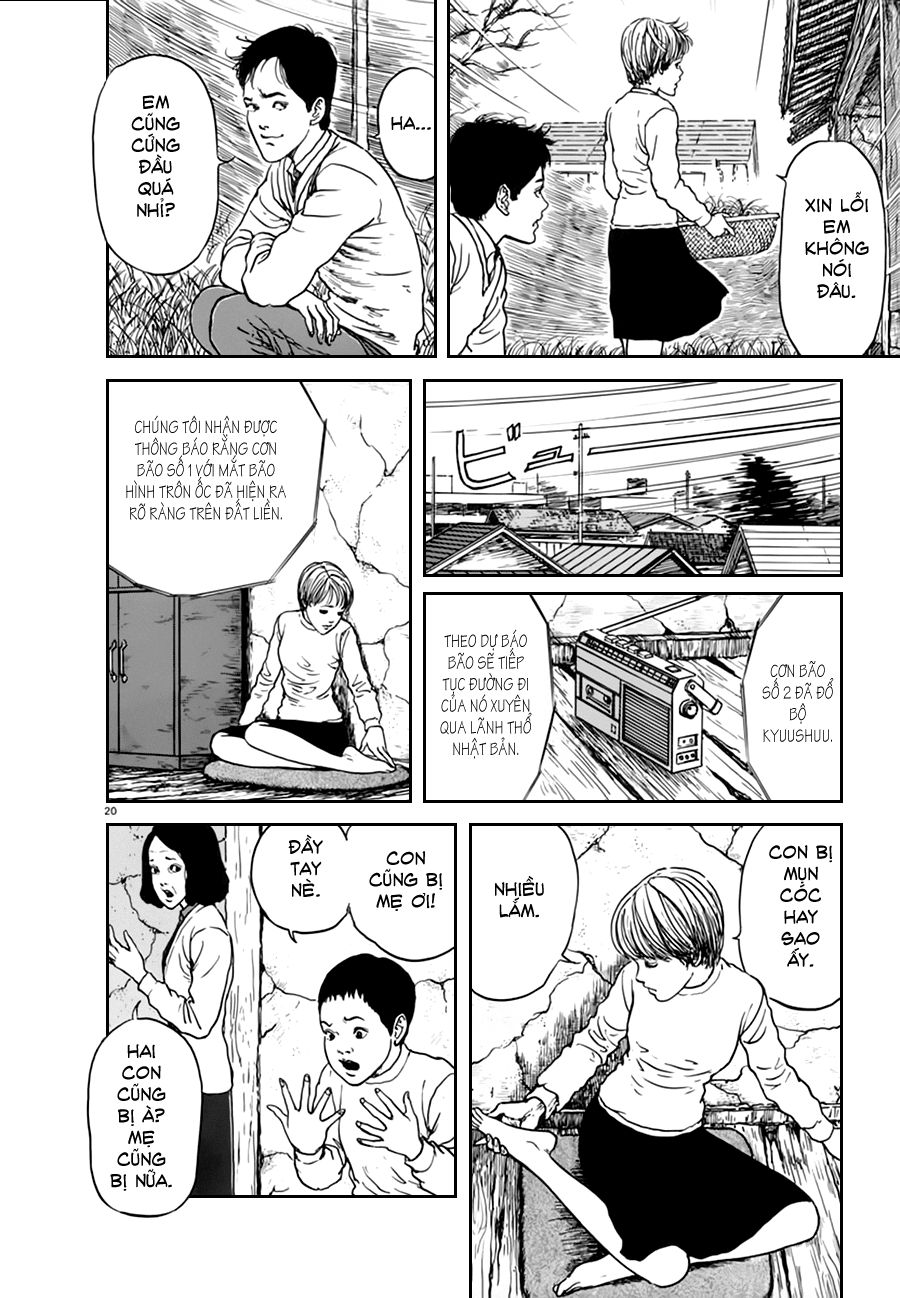 XIN LỖI
EM
KHÔNG
NÓI
ĐÂU.
HA...
EM
CŨNG
CỨNG
ĐẦU
QUÁ
NHỈ?
ビュー
CHÚNG TÔI NHẬN ĐƯỢC
THÔNG BÁO RẰNG CƠN
BÃO SỐ 1 VỚI MẮT BÃO
HÌNH TRÔN ỐC ĐÃ HIỆN RA
RÕ RÀNG TRÊN ĐẤT LIỀN.
CƠN BÃO
SỐ 2 ĐÃ ĐỔ
BỘ
KYUUSHUU.
THEO DỰ BÁO
BÃO SẼ TIẾP
TỤC ĐƯỜNG ĐI
CỦA NÓ XUYÊN
QUA LÃNH THỔ
NHẬT BẢN.
20
CON BỊ
MỤN
CÓC
HAY
SAO
ẤY.
NHIỀU
LẮM.
CON
CŨNG BỊ
MẸ ƠI!
ĐẦY
TAY
NÈ.
HAI
CON
CŨNG
BỊ À?
MẸ
CŨNG
BỊ NỮA.